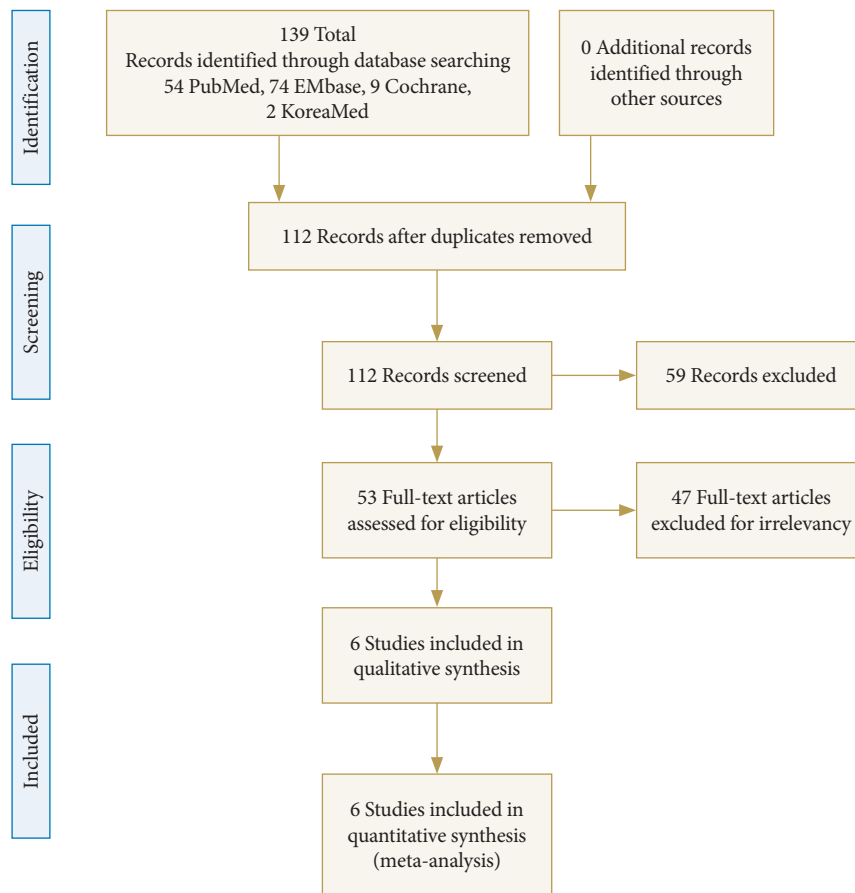 Identification
139 Total
Records identified through database searching
54 PubMed, 74 EMbase, 9 Cochrane,
2 KoreaMed
0 Additional records
identified through
other sources
112 Records after duplicates removed
Screening
112 Records screened
59 Records excluded
Eligibility
53 Full-text articles
assessed for eligibility
47 Full-text articles
excluded for irrelevancy
6 Studies included in
qualitative synthesis
Included
6 Studies included in
quantitative synthesis
(meta-analysis)